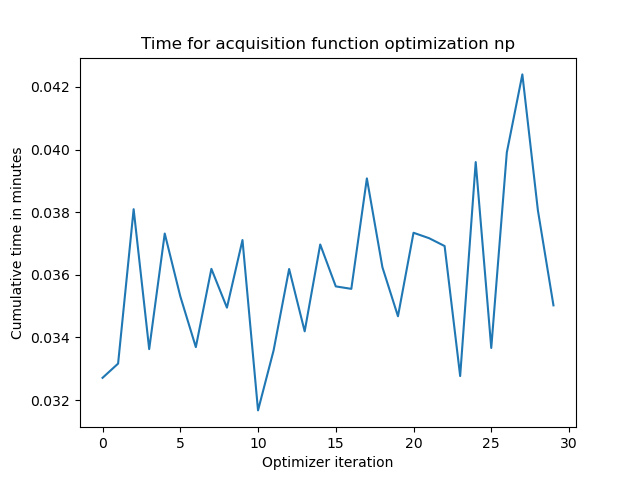 Time for acquisition function optimization np
0.042
0.040
0.038
0.036
0.034
0.032
Cumulative time in minutes
0 5 10 15 20 25 30
Optimizer iteration